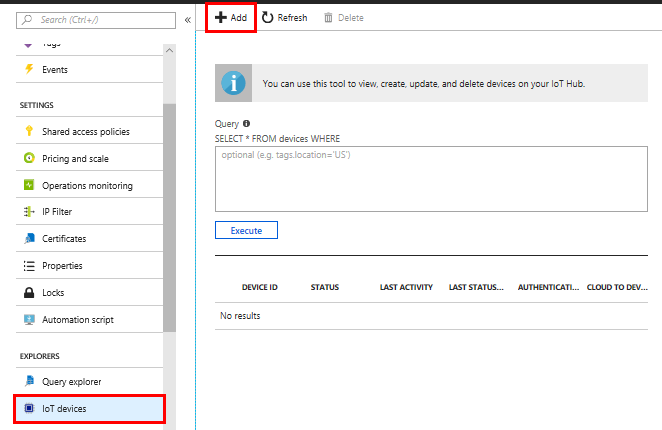 Search (Ctrl+/)
«
Add
Refresh
Delete
Tags
Events
SETTINGS
Shared access policies
Pricing and scale
Operations monitoring
IP Filter
Certificates
Properties
Locks
Automation script
EXPLORERS
Query explorer
IoT devices
You can use this tool to view, create, update, and delete devices on your IoT Hub.
Query
SELECT * FROM devices WHERE
optional (e.g. tags.location='US')
Execute
DEVICE ID STATUS LAST ACTIVITY LAST STATUS... AUTHENTICATI... CLOUD TO DEV...
No results